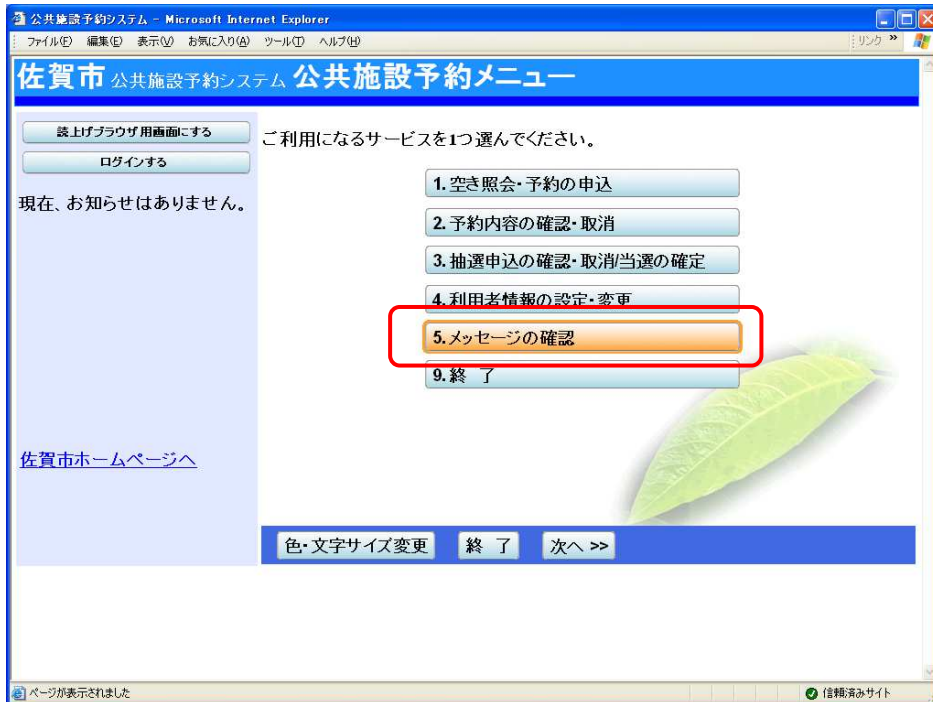 公共施設予約システム - Microsoft Internet Explorer
ファイル(F) 編集(E) 表示(V) お気に入り(A) ツール(T) ヘルプ(H)
リンク »
佐賀市 公共施設予約システム 公共施設予約メニュー
読上げブラウザ用画面にする
ログインする
現在、お知らせはありません。
佐賀市ホームページへ
ご利用になるサービスを1つ選んでください。
1.空き照会・予約の申込
2.予約内容の確認・取消
3.抽選申込の確認・取消/当選の確定
4.利用者情報の設定・変更
5.メッセージの確認
9.終 了
色・文字サイズ変更 終 了 次へ >>
ページが表示されました
信頼済みサイト